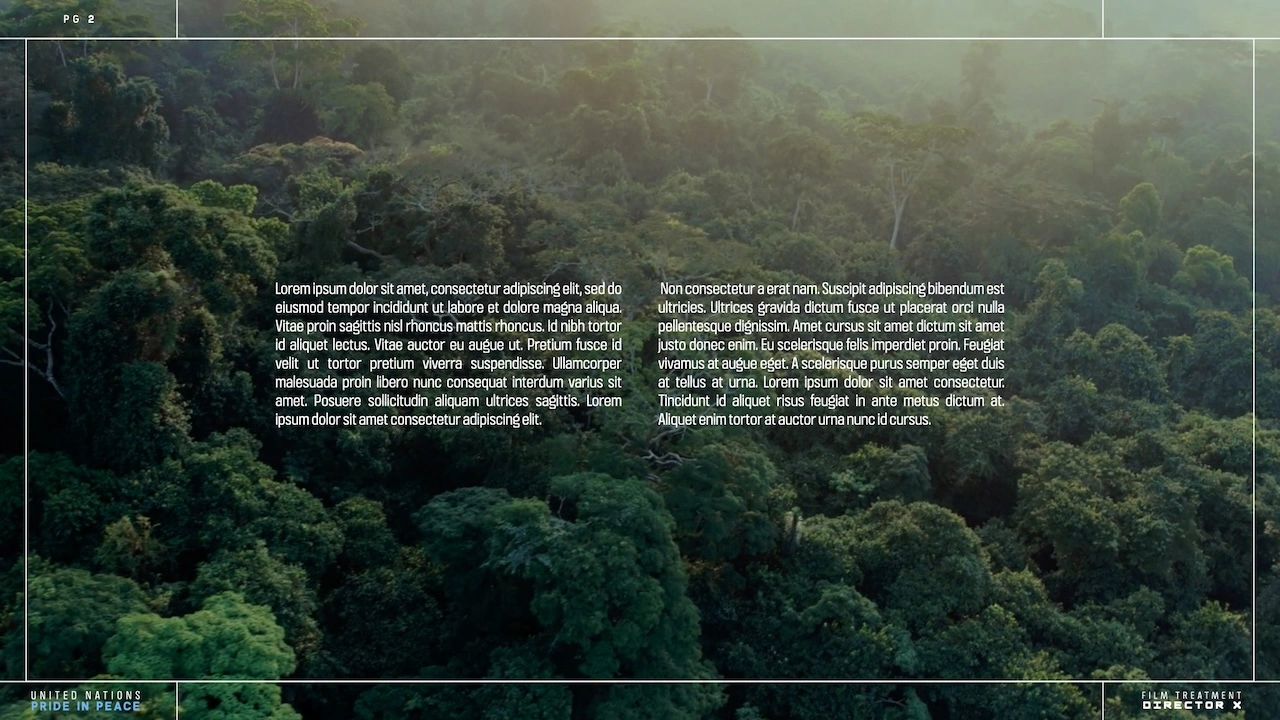 PG 2
Lorem ipsum dolor sit amet, consectetur adipiscing elit, sed do
eiusmod tempor incididunt ut labore et dolore magna aliqua.
Vitae proin sagittis nisl rhoncus mattis rhoncus. Id nibh tortor
id aliquet lectus. Vitae auctor eu augue ut. Pretium fusce id
velit ut tortor pretium viverra suspendisse. Ullamcorper
malesuada proin libero nunc consequat interdum varius sit
amet. Posuere sollicitudin aliquam ultrices sagittis. Lorem
ipsum dolor sit amet consectetur adipiscing elit.
Non consectetur a erat nam. Suscipit adipiscing bibendum est
ultricies. Ultrices gravida dictum fusce ut placerat orci nulla
pellentesque dignissim. Amet cursus sit amet dictum sit amet
justo donec enim. Eu scelerisque felis imperdiet proin. Feugiat
vivamus at augue eget. A scelerisque purus semper eget duis
at tellus at urna. Lorem ipsum dolor sit amet consectetur.
Tincidunt id aliquet risus feugiat in ante metus dictum at.
Aliquet enim tortor at auctor urna nunc id cursus.
UNITED NATIONS
PRIDE IN PEACE
FILM TREATMENT
DIRECTOR X